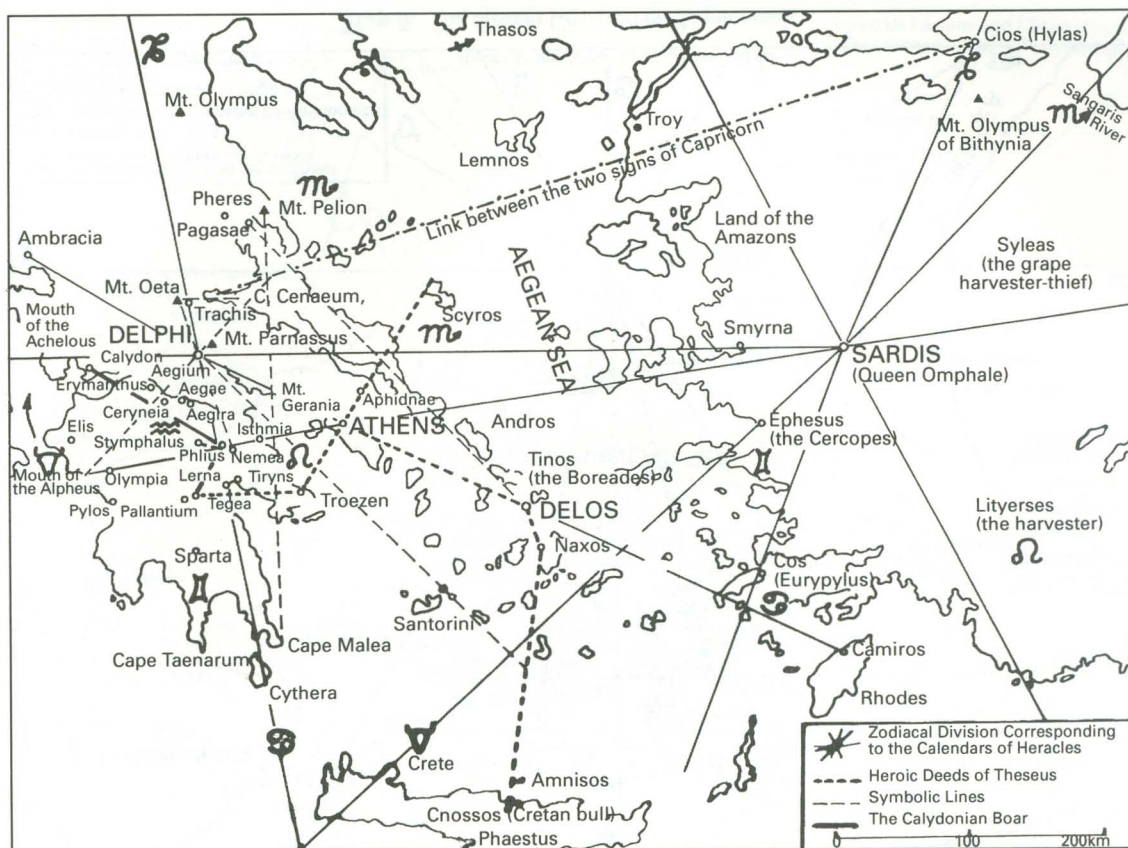 Thasos
Cios (Hylas)
Mt. Olympus
Troy
Sangaris
River
Mt. Olympus
of Bithynia
Lemnos
Link between the two signs of Capricorn
Pheres
Mt. Pelion
Pagasae
Ambracia
Land of the
Amazons
Syleas
(the grape
harvester-thief)
AEGEAN SEA
Mt. Oeta
C. Cenaeum,
Trachis
Scyros
Mouth
of the
Achelous
DELPHI
Mt. Parnassus
Smyrna
SARDIS
(Queen Omphale)
Calydon
Aegium
Erymanthus
Aegae
Mt.
Gerania
Aphidnae
Ceryneia
Aegira
Elis
Isthmia
ATHENS
Andros
Ephesus
(the Cercopes)
Stymphalus
Phlius
Nemea
Mouth of
the Alpheus
Olympia
Lerna
Tiryns
Tinos
(the Boreades)
Troezen
Pylos
Pallantium
Tegea
DELOS
Lityerses
(the harvester)
Naxos
Sparta
Cos
(Eurypylus)
Santorini
Cape Malea
Camiros
Cape Taenarum
Cythera
Rhodes
Crete
Amnisos
Cnossos (Cretan bull)
Phaestus
Zodiacal Division Corresponding
to the Calendars of Heracles
Heroic Deeds of Theseus
Symbolic Lines
The Calydonian Boar
0 100 200km